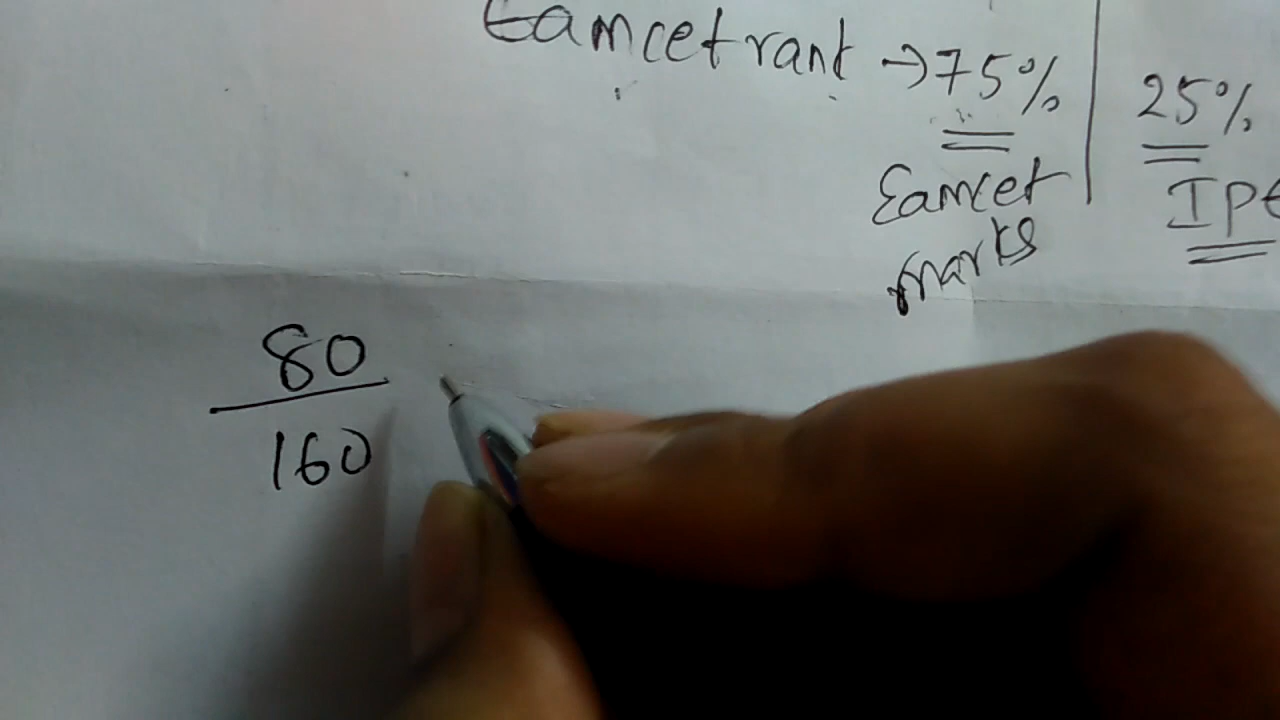 Eamcet rank → 75% | 25%
Eamcet IPE
marks
80
160